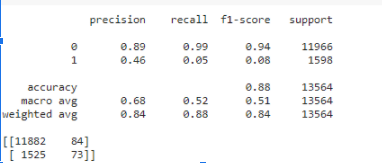 precision recall f1-score support
0 0.89 0.99 0.94 11966
1 0.46 0.05 0.08 1598
accuracy 0.88 13564
macro avg 0.68 0.52 0.51 13564
weighted avg 0.84 0.88 0.84 13564
[[11882 84]
[ 1525 73]]